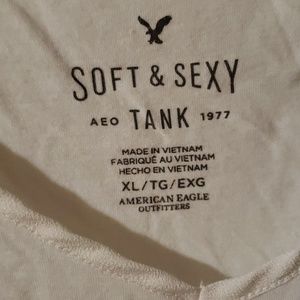 SOFT & SEXY
AEO TANK 1977
MADE IN VIETNAM
FABRIQUÉ AU VIETNAM
HECHO EN VIETNAM
XL/TG/EXG
AMERICAN EAGLE
OUTFITTERS